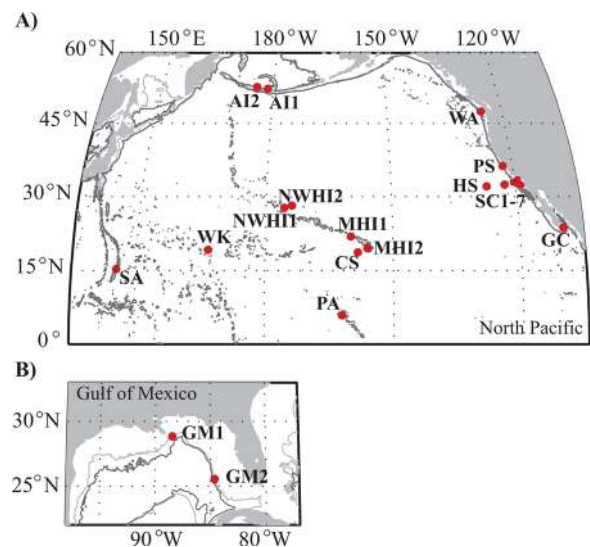 A)
150°E 180°W 150°W 120°W
60°N
45°N
30°N
15°N
0°
AI2 AI1
WA
PS
HS
SC1-7
GC
NWHI2
NWHI1
MHI1
MHI2
CS
WK
SA
PA
North Pacific
B)
Gulf of Mexico
30°N
25°N
GM1
GM2
90°W 80°W